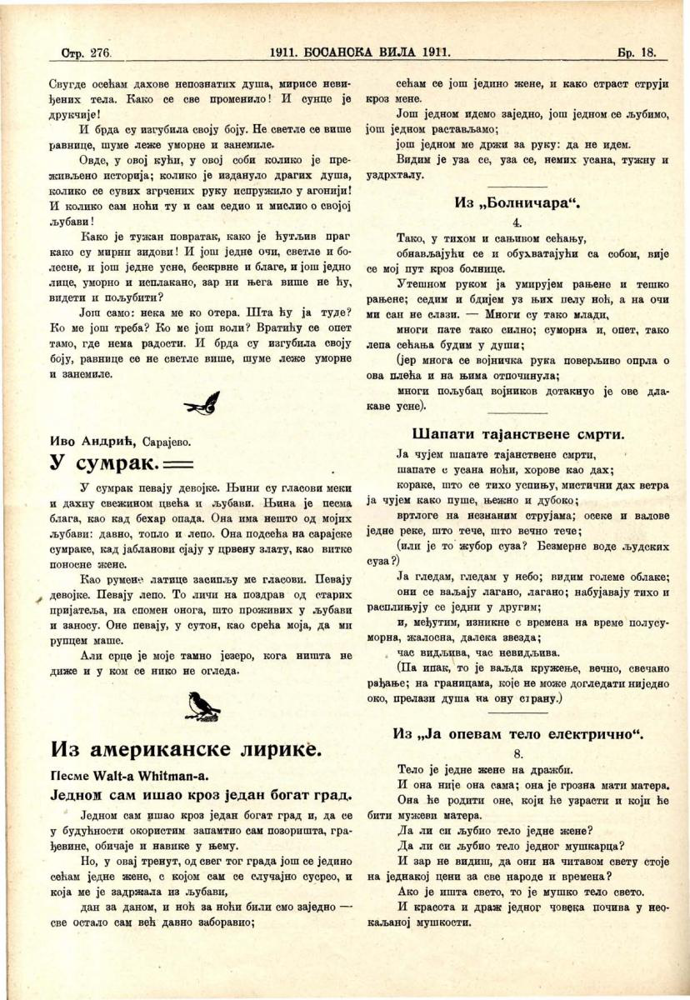 Стр. 276.
1911. БОСАНСКА ВИЛА 1911.
Бр. 18.
Свугде осећам дахове непознатих душа, мирисе неви-
ђених тела. Како се све променило! И сунце је
друкчије!
И брда су изгубила своју боју. Не светле се више
равнице, шуме леже уморне и занемиле.
Овде, у овој кући, у овој соби колико је пре-
живљено историја; колико је издануло драгих душа,
колико се сувих згрчених руку испружило у агонији!
И колико сам ноћи ту и сам седио и мислио о својој
љубави!
Како је тужан повратак, како је ћутљив праг
како су мирни зидови! И још једне очи, светле и бо-
лесне, и још једне усне, бескрвне и благе, и још једно
лице, уморно и исплакано, зар ни њега више не ћу,
видети и пољубити?
Још само: нека ме ко отера. Шта ћу ја туде?
Ко ме још треба? Ко ме још воли? Вратићу се опет
тамо, где нема радости. И брда су изгубила своју
боју, равнице се не светле више, шуме леже уморне
и занемиле.
Иво Андрић, Сарајево.
У сумрак.
У сумрак певају девојке. Њини су гласови меки
и дахну свежином цвећа и љубави. Њина је песма
блага, као кад бехар опада. Она има нешто од мојих
љубави: давно, топло и лепо. Она подсећа на сарајске
сумраке, кад јабланови сјају у црвену злату, као витке
поносне жене.
Као румене латице засипљу ме гласови. Певају
девојке. Певају лепо. То личи на поздрав од старих
пријатеља, на спомен онога, што проживих у љубави
и заносу. Оне певају, у сутон, као срећа моја, да ми
рупцем маше.
Али срце је моје тамно језеро, кога ништа не
диже и у ком се нико не огледа.
Из американске лирике.
Песме Walt-a Whitman-a.
Једном сам ишао кроз један богат град.
Једном сам ишао кроз један богат град и, да се
у будућности окористим запамтио сам позоришта, гра-
ђевине, обичаје и навике у њему.
Но, у овај тренут, од свег тог града још се једино
сећам једне жене, с којом сам се случајно сусрео, и
која ме је задржала из љубави,
дан за даном, и ноћ за ноћи били смо заједно —
све остало сам већ давно заборавио;
сећам се још једино жене, и како страст струји
кроз мене.
Још једном идемо заједно, још једном се љубимо,
још једном растављамо;
још једном ме држи за руку: да не идем.
Видим је уза се, уза се, немих усана, тужну и
уздрхталу.
Из „Болничара“.
4.
Тако, у тихом и сањивом сећању,
обнављајући се и обухватајући са собом, вије
се мој пут кроз болнице.
Утешном руком ја умирујем рањене и тешко
рањене; седим и бдијем уз њих целу ноћ, а на очи
ми сан не слази. — Многи су тако млади,
многи пате тако силно; суморна и, опет, тако
лепа сећања будим у души;
(јер многа се војничка рука поверљиво опрла о
ова плећа и на њима отпочинула;
многи пољубац војников дотакнуо је ове дла-
каве усне).
Шапати тајанствене смрти.
Ја чујем шапате тајанствене смрти,
шапате с усана ноћи, хорове као дах;
кораке, што се тихо успињу, мистични дах ветра
ја чујем како пуше, њежно и дубоко;
вртлоге на незнаним струјама; осеке и валове
једне реке, што тече, што вечно тече;
(или је то жубор суза? Безмерне воде људских
суза?)
Ја гледам, гледам у небо; видим големе облаке;
они се ваљају лагано, лагано; набујавају тихо и
расплињују се једни у другим;
и, међутим, изникне с времена на време полусу-
морна, жалосна, далека звезда;
час видљива, час невидљива.
(Па ипак, то је ваљда кружење, вечно, свечано
рађање; на границама, које не може догледати ниједно
око, прелази душа на ону страну.)
Из „Ја опевам тело електрично“.
8.
Тело је једне жене на дражби.
И она није она сама; она је грозна мати матера.
Она ће родити оне, који ће узрасти и који ће
бити мужеви матера.
Да ли си љубио тело једне жене?
Да ли си љубио тело једног мушкарца?
И зар не видиш, да они на читавом свету стоје
на једнакој цени за све народе и времена?
Ако је ишта свето, то је мушко тело свето.
И красота и драж једног човека почива у нео-
каљаној мушкости.